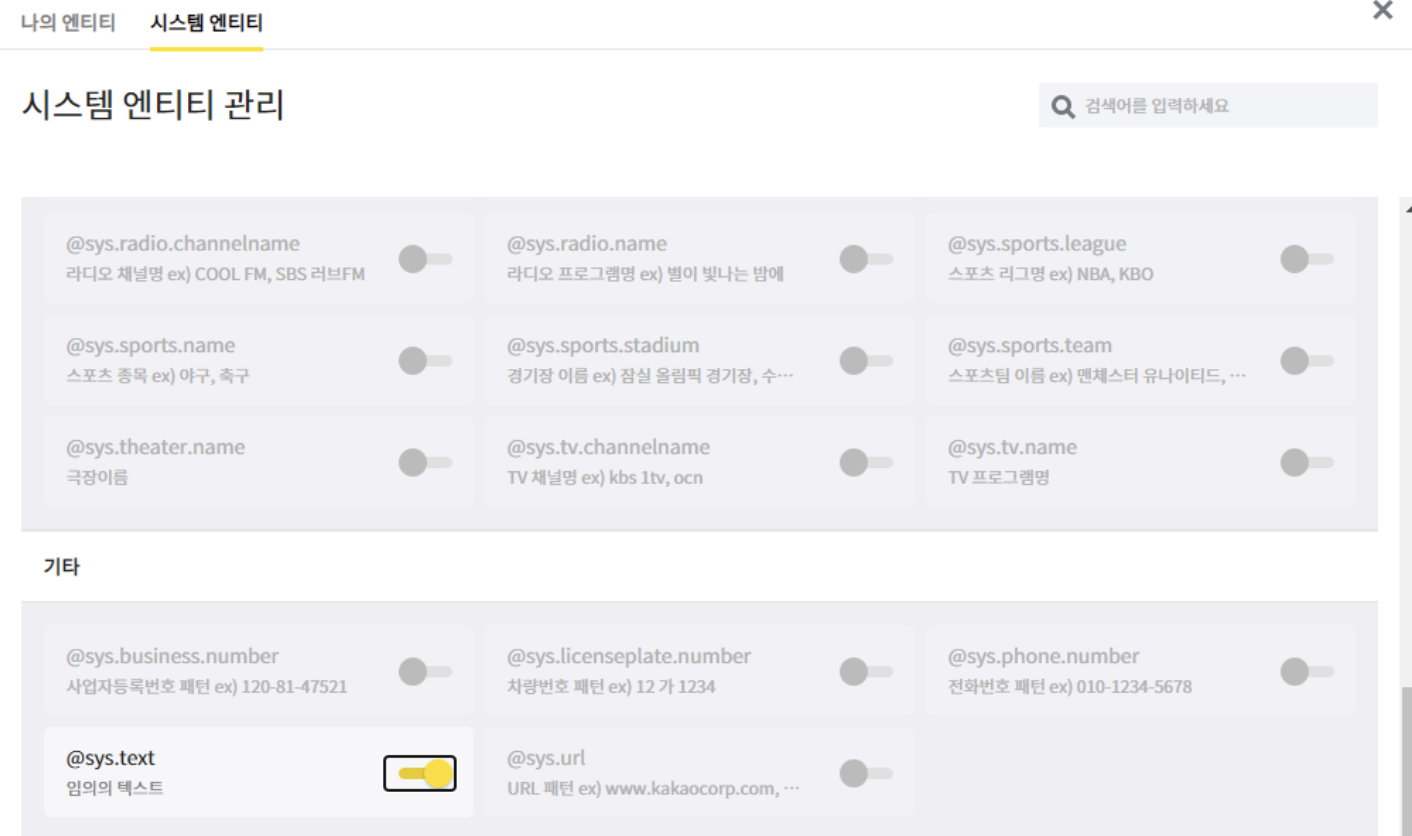 나의 엔티티 시스템 엔티티
시스템 엔티티 관리
검색어를 입력하세요
@sys.radio.channelname
라디오 채널명 ex) COOL FM, SBS 러브FM
@sys.radio.name
라디오 프로그램명 ex) 별이 빛나는 밤에
@sys.sports.league
스포츠 리그명 ex) NBA, KBO
@sys.sports.name
스포츠 종목 ex) 야구, 축구
@sys.sports.stadium
경기장 이름 ex) 잠실 올림픽 경기장, 수…
@sys.sports.team
스포츠팀 이름 ex) 맨체스터 유나이티드, …
@sys.theater.name
극장이름
@sys.tv.channelname
TV 채널명 ex) kbs 1tv, ocn
@sys.tv.name
TV 프로그램명
기타
@sys.business.number
사업자등록번호 패턴 ex) 120-81-47521
@sys.licenseplate.number
차량번호 패턴 ex) 12 가 1234
@sys.phone.number
전화번호 패턴 ex) 010-1234-5678
@sys.text
임의의 텍스트
@sys.url
URL 패턴 ex) www.kakaocorp.com, …